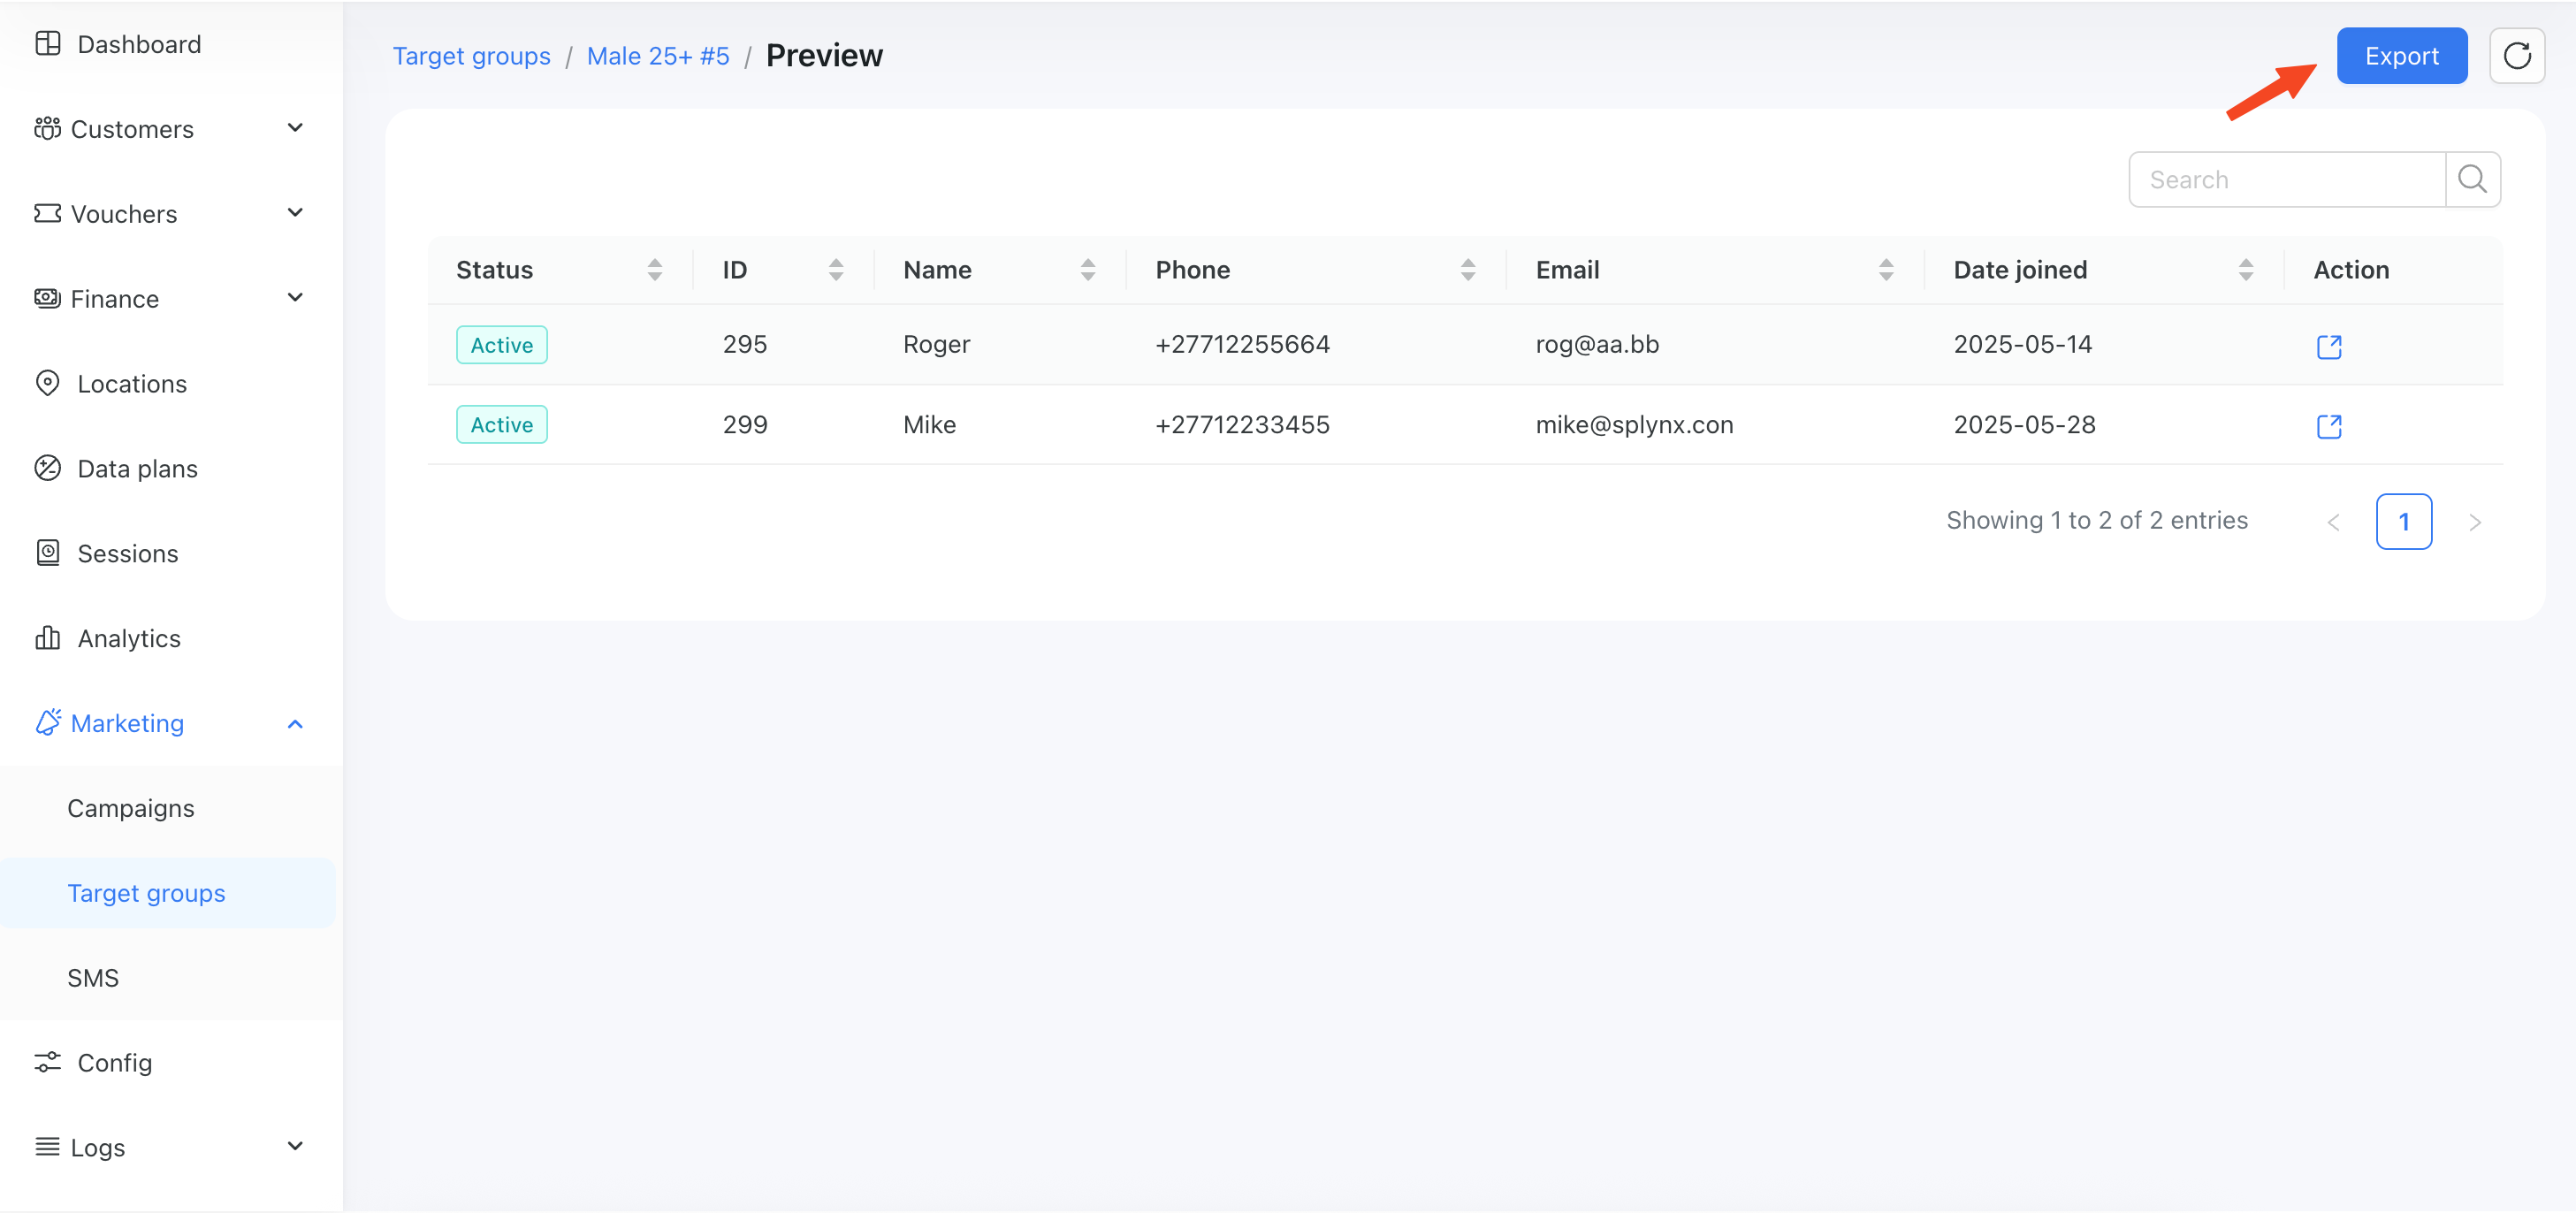 Dashboard
Customers
Vouchers
Finance
Locations
Data plans
Sessions
Analytics
Marketing
Campaigns
Target groups
SMS
Config
Logs
Target groups / Male 25+ #5 / Preview
Export
Search
Status ID Name Phone Email Date joined Action
Active 295 Roger +27712255664 rog@aa.bb 2025-05-14
Active 299 Mike +27712233455 mike@splynx.con 2025-05-28
Showing 1 to 2 of 2 entries < 1 >